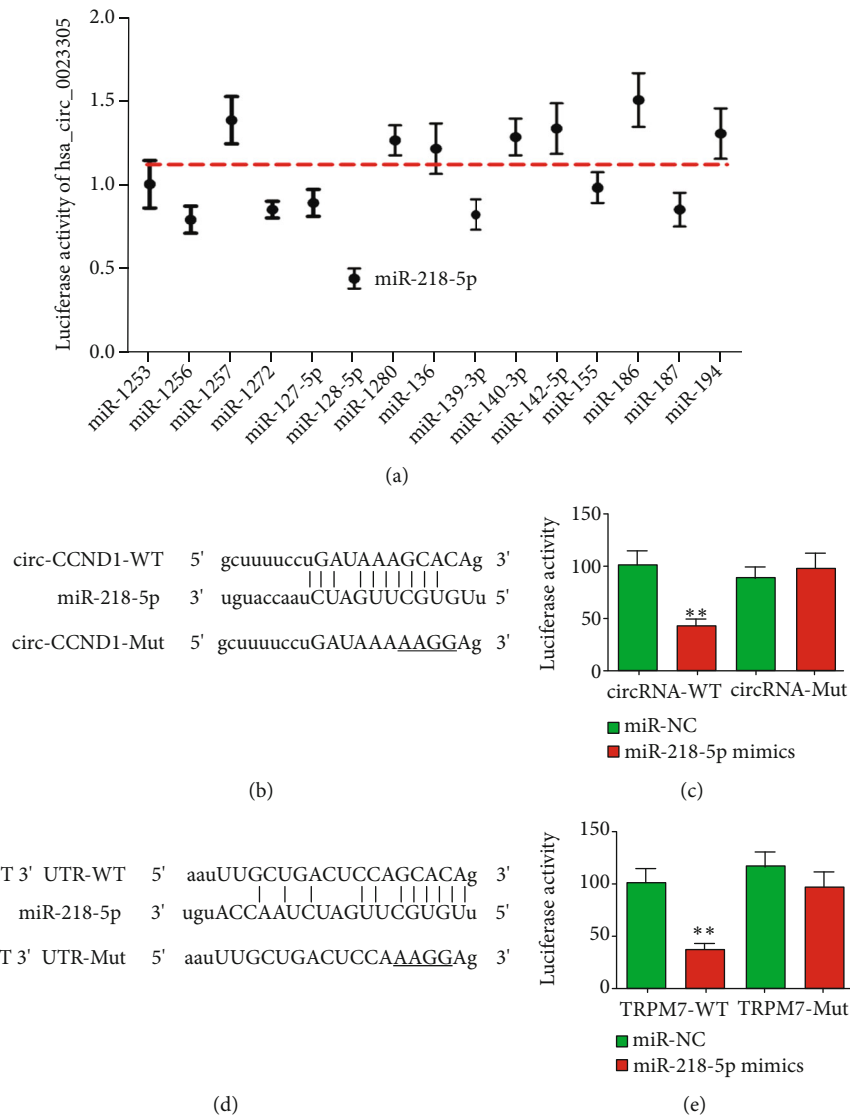 Luciferase activity of hsa_circ_0023305
2.0
1.5
1.0
0.5
0.0
miR-218-5p
miR-1253
miR-1256
miR-1257
miR-1272
miR-127-5p
miR-128-5p
miR-1280
miR-136
miR-139-3p
miR-140-3p
miR-142-5p
miR-155
miR-186
miR-187
miR-194
(a)
circ-CCND1-WT 5' gcuuuuccuGAUAAAGCACAg 3'
miR-218-5p 3' uguaccaauCUAGUUCGUGUu 5'
circ-CCND1-Mut 5' gcuuuuccuGAUAAAAAGGAg 3'
(b)
Luciferase activity
150
100
50
0
**
circRNA-WT circRNA-Mut
miR-NC
miR-218-5p mimics
(c)
T 3' UTR-WT 5' aauUUGCUGACUCCAGCACAg 3'
miR-218-5p 3' uguACCAAUCUAGUUCGUGUu 5'
T 3' UTR-Mut 5' aauUUGCUGACUCCAAAGGAg 3'
(d)
Luciferase activity
150
100
50
0
**
TRPM7-WT TRPM7-Mut
miR-NC
miR-218-5p mimics
(e)